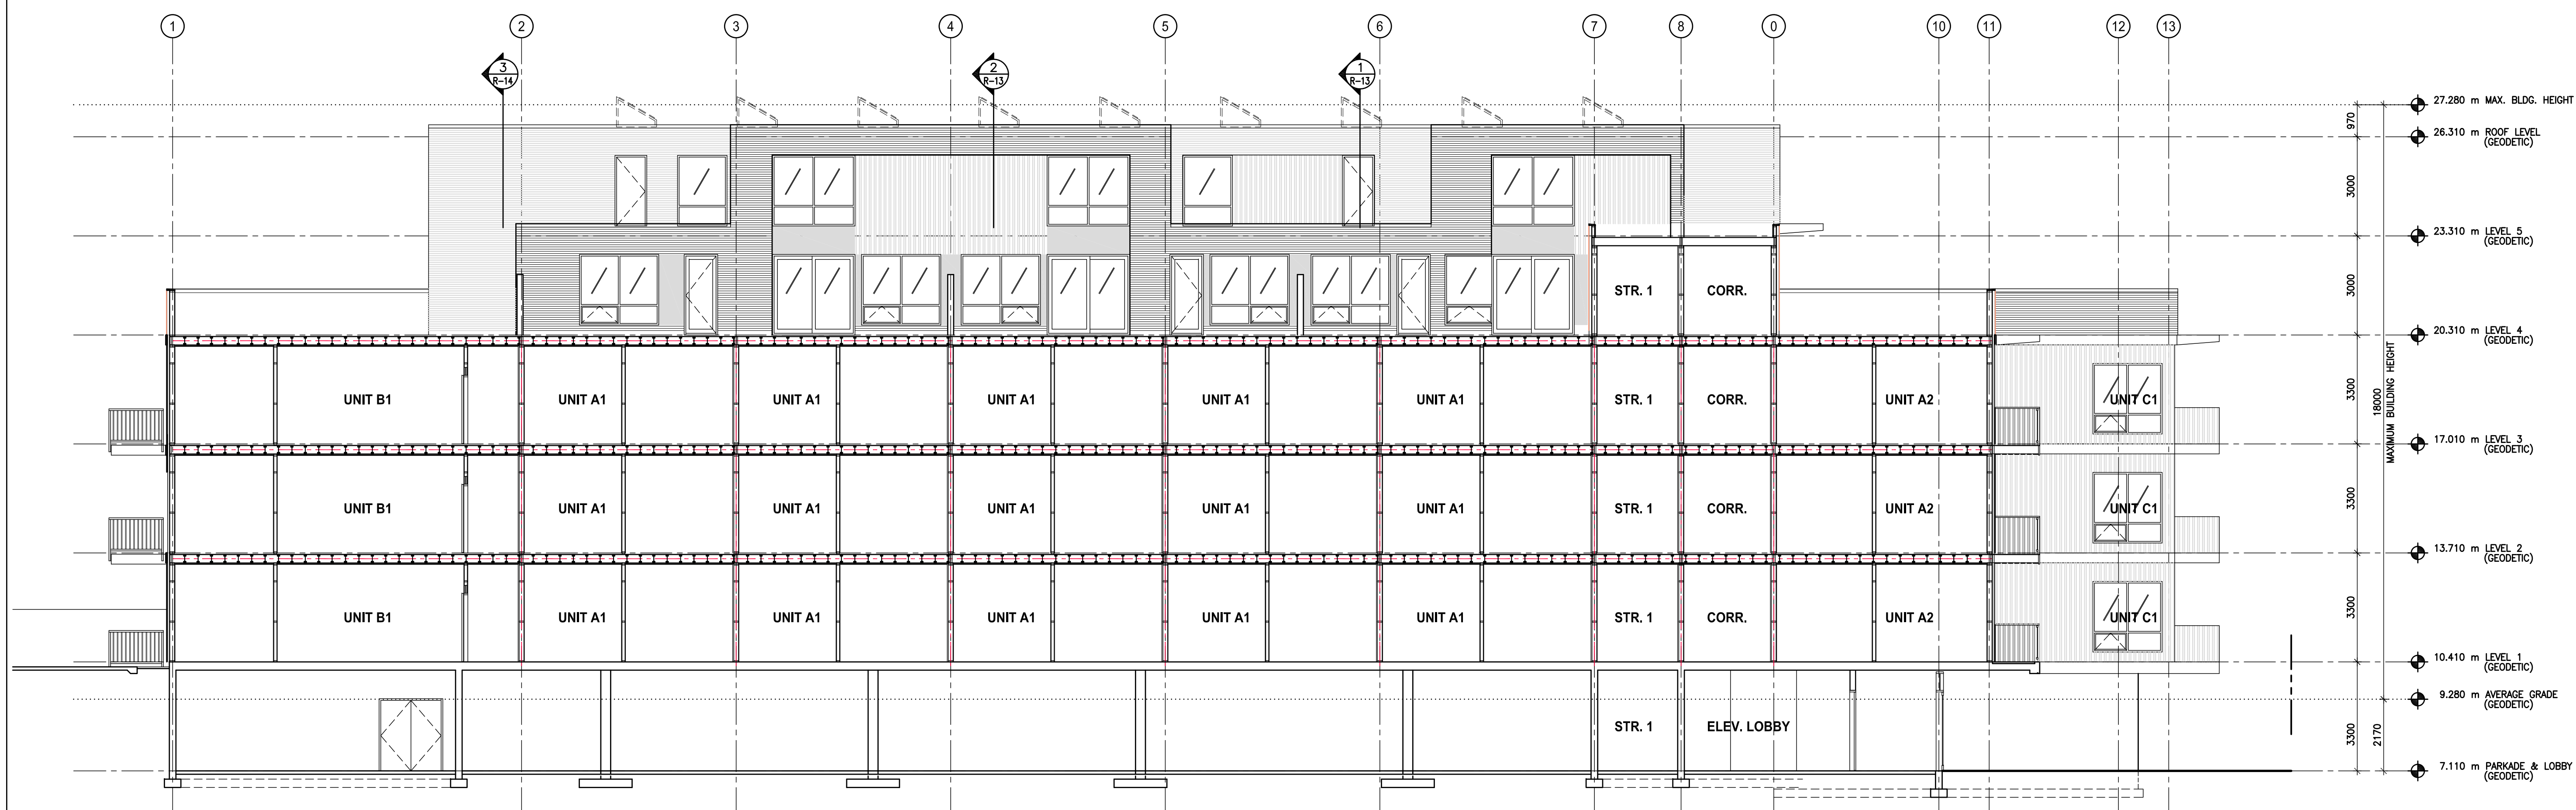 1 2 3 4 5 6 7 8 0 10 11 12 13
3
R-14
2
R-13
1
R-13
27.280 m MAX. BLDG. HEIGHT
970
26.310 m ROOF LEVEL
(GEODETIC)
3000
23.310 m LEVEL 5
(GEODETIC)
STR. 1 CORR.
3000
20.310 m LEVEL 4
(GEODETIC)
UNIT B1 UNIT A1 UNIT A1 UNIT A1 UNIT A1 UNIT A1 STR. 1 CORR. UNIT A2 UNIT C1
3300
18000
MAXIMUM BUILDING HEIGHT
17.010 m LEVEL 3
(GEODETIC)
UNIT B1 UNIT A1 UNIT A1 UNIT A1 UNIT A1 UNIT A1 STR. 1 CORR. UNIT A2 UNIT C1
3300
13.710 m LEVEL 2
(GEODETIC)
UNIT B1 UNIT A1 UNIT A1 UNIT A1 UNIT A1 UNIT A1 STR. 1 CORR. UNIT A2 UNIT C1
3300
10.410 m LEVEL 1
(GEODETIC)
9.280 m AVERAGE GRADE
(GEODETIC)
STR. 1 ELEV. LOBBY
3300
2170
7.110 m PARKADE & LOBBY
(GEODETIC)